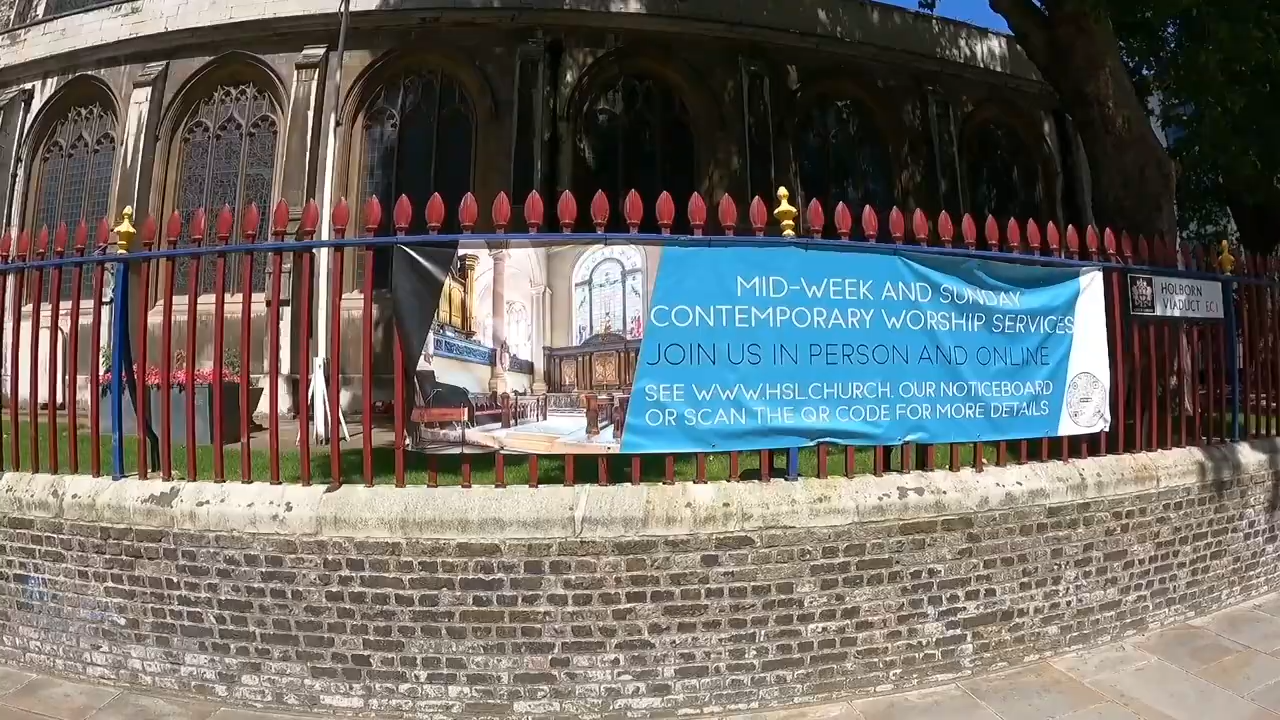 MID-WEEK AND SUNDAY
CONTEMPORARY WORSHIP SERVICES
JOIN US IN PERSON AND ONLINE
SEE WWW.HSL.CHURCH. OUR NOTICEBOARD
OR SCAN THE QR CODE FOR MORE DETAILS
HOLBORN
VIADUCT EC1